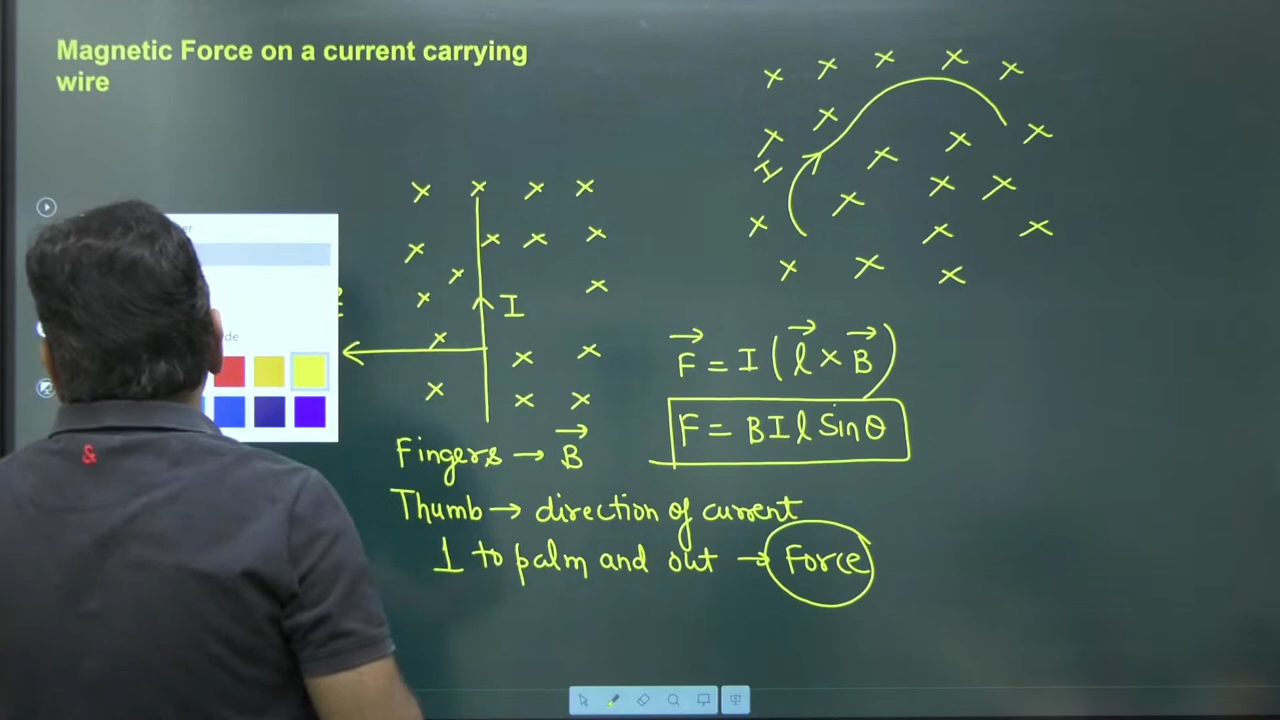 Magnetic Force on a current carrying
wire
I
I
F = I ( l × B )
F = BIl Sinθ
Fingers → B
Thumb → direction of current
⊥ to palm and out → Force